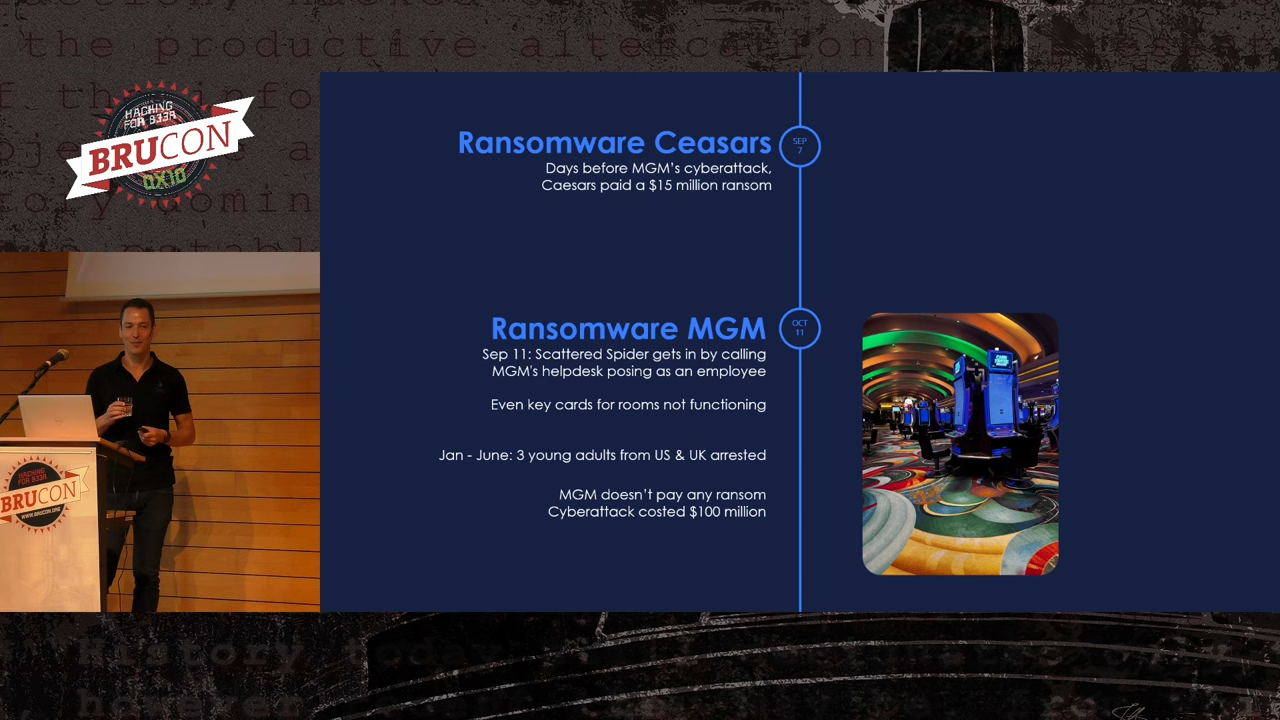 the productive altercation
HACKING
FOR B33R
BRUCON
0X10
Ransomware Ceasars
Days before MGM's cyberattack,
Caesars paid a $15 million ransom
SEP
7
Ransomware MGM
Sep 11: Scattered Spider gets in by calling
MGM's helpdesk posing as an employee
Even key cards for rooms not functioning
Jan - June: 3 young adults from US & UK arrested
MGM doesn't pay any ransom
Cyberattack costed $100 million
OCT
11
HACKING
FOR B33R
BRUCON
WWW.BRUCON.ORG
History today
however